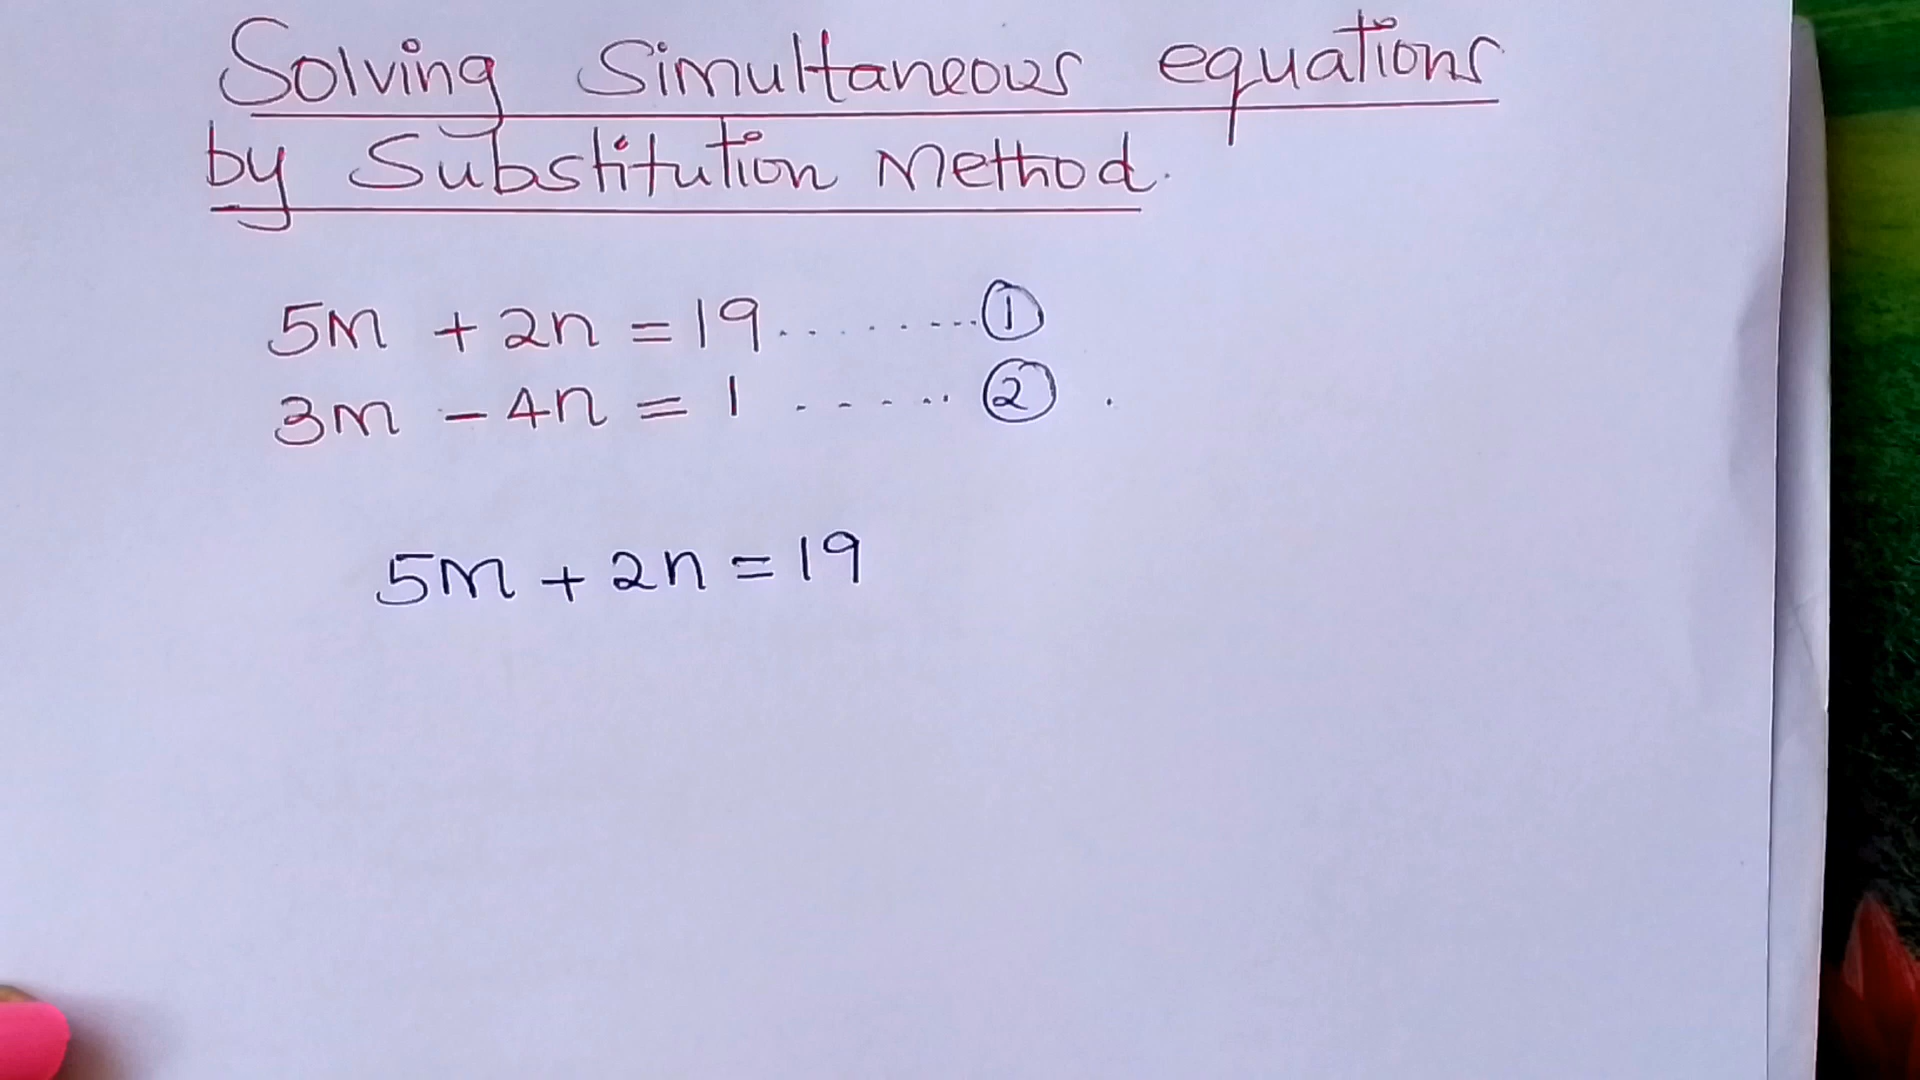 Solving Simultaneous equations
by Substitution Method.
5m + 2n = 19 ........ ①
3m - 4n = 1 ...... ② .
5m + 2n = 19